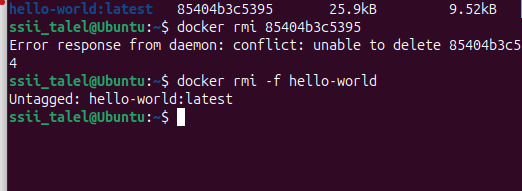 hello-world:latest   85404b3c5395       25.9kB         9.52kB
ssii_talel@Ubuntu:~$ docker rmi 85404b3c5395
Error response from daemon: conflict: unable to delete 85404b3c5
4
ssii_talel@Ubuntu:~$ docker rmi -f hello-world
Untagged: hello-world:latest
ssii_talel@Ubuntu:~$